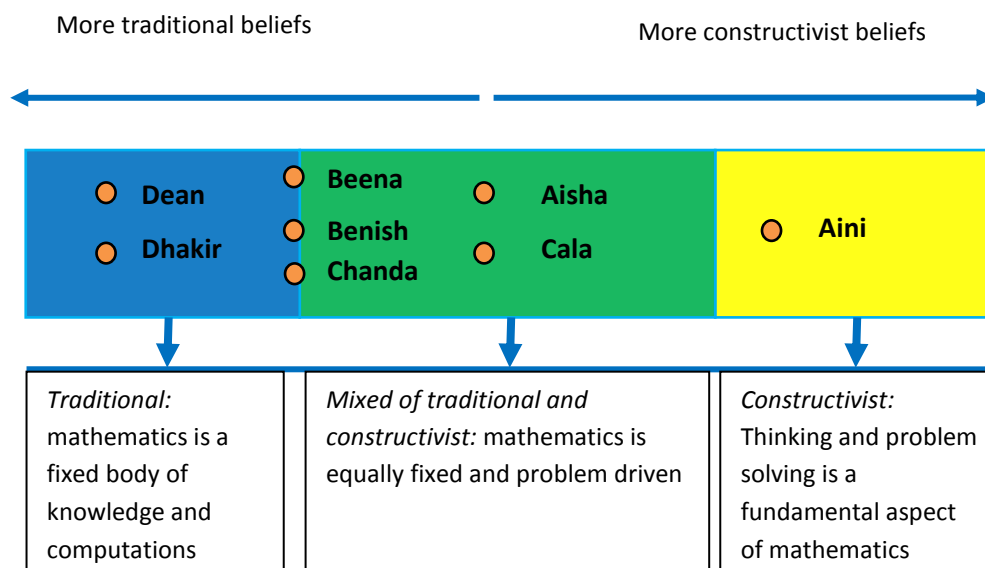 More traditional beliefs
More constructivist beliefs
Dean
Dhakir
Beena
Benish
Chanda
Aisha
Cala
Aini
Traditional:
mathematics is a
fixed body of
knowledge and
computations
Mixed of traditional and
constructivist: mathematics is
equally fixed and problem driven
Constructivist:
Thinking and problem
solving is a
fundamental aspect
of mathematics